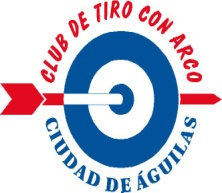 CLUB DE TIRO CON ARCO
CIUDAD DE ÁGUILAS